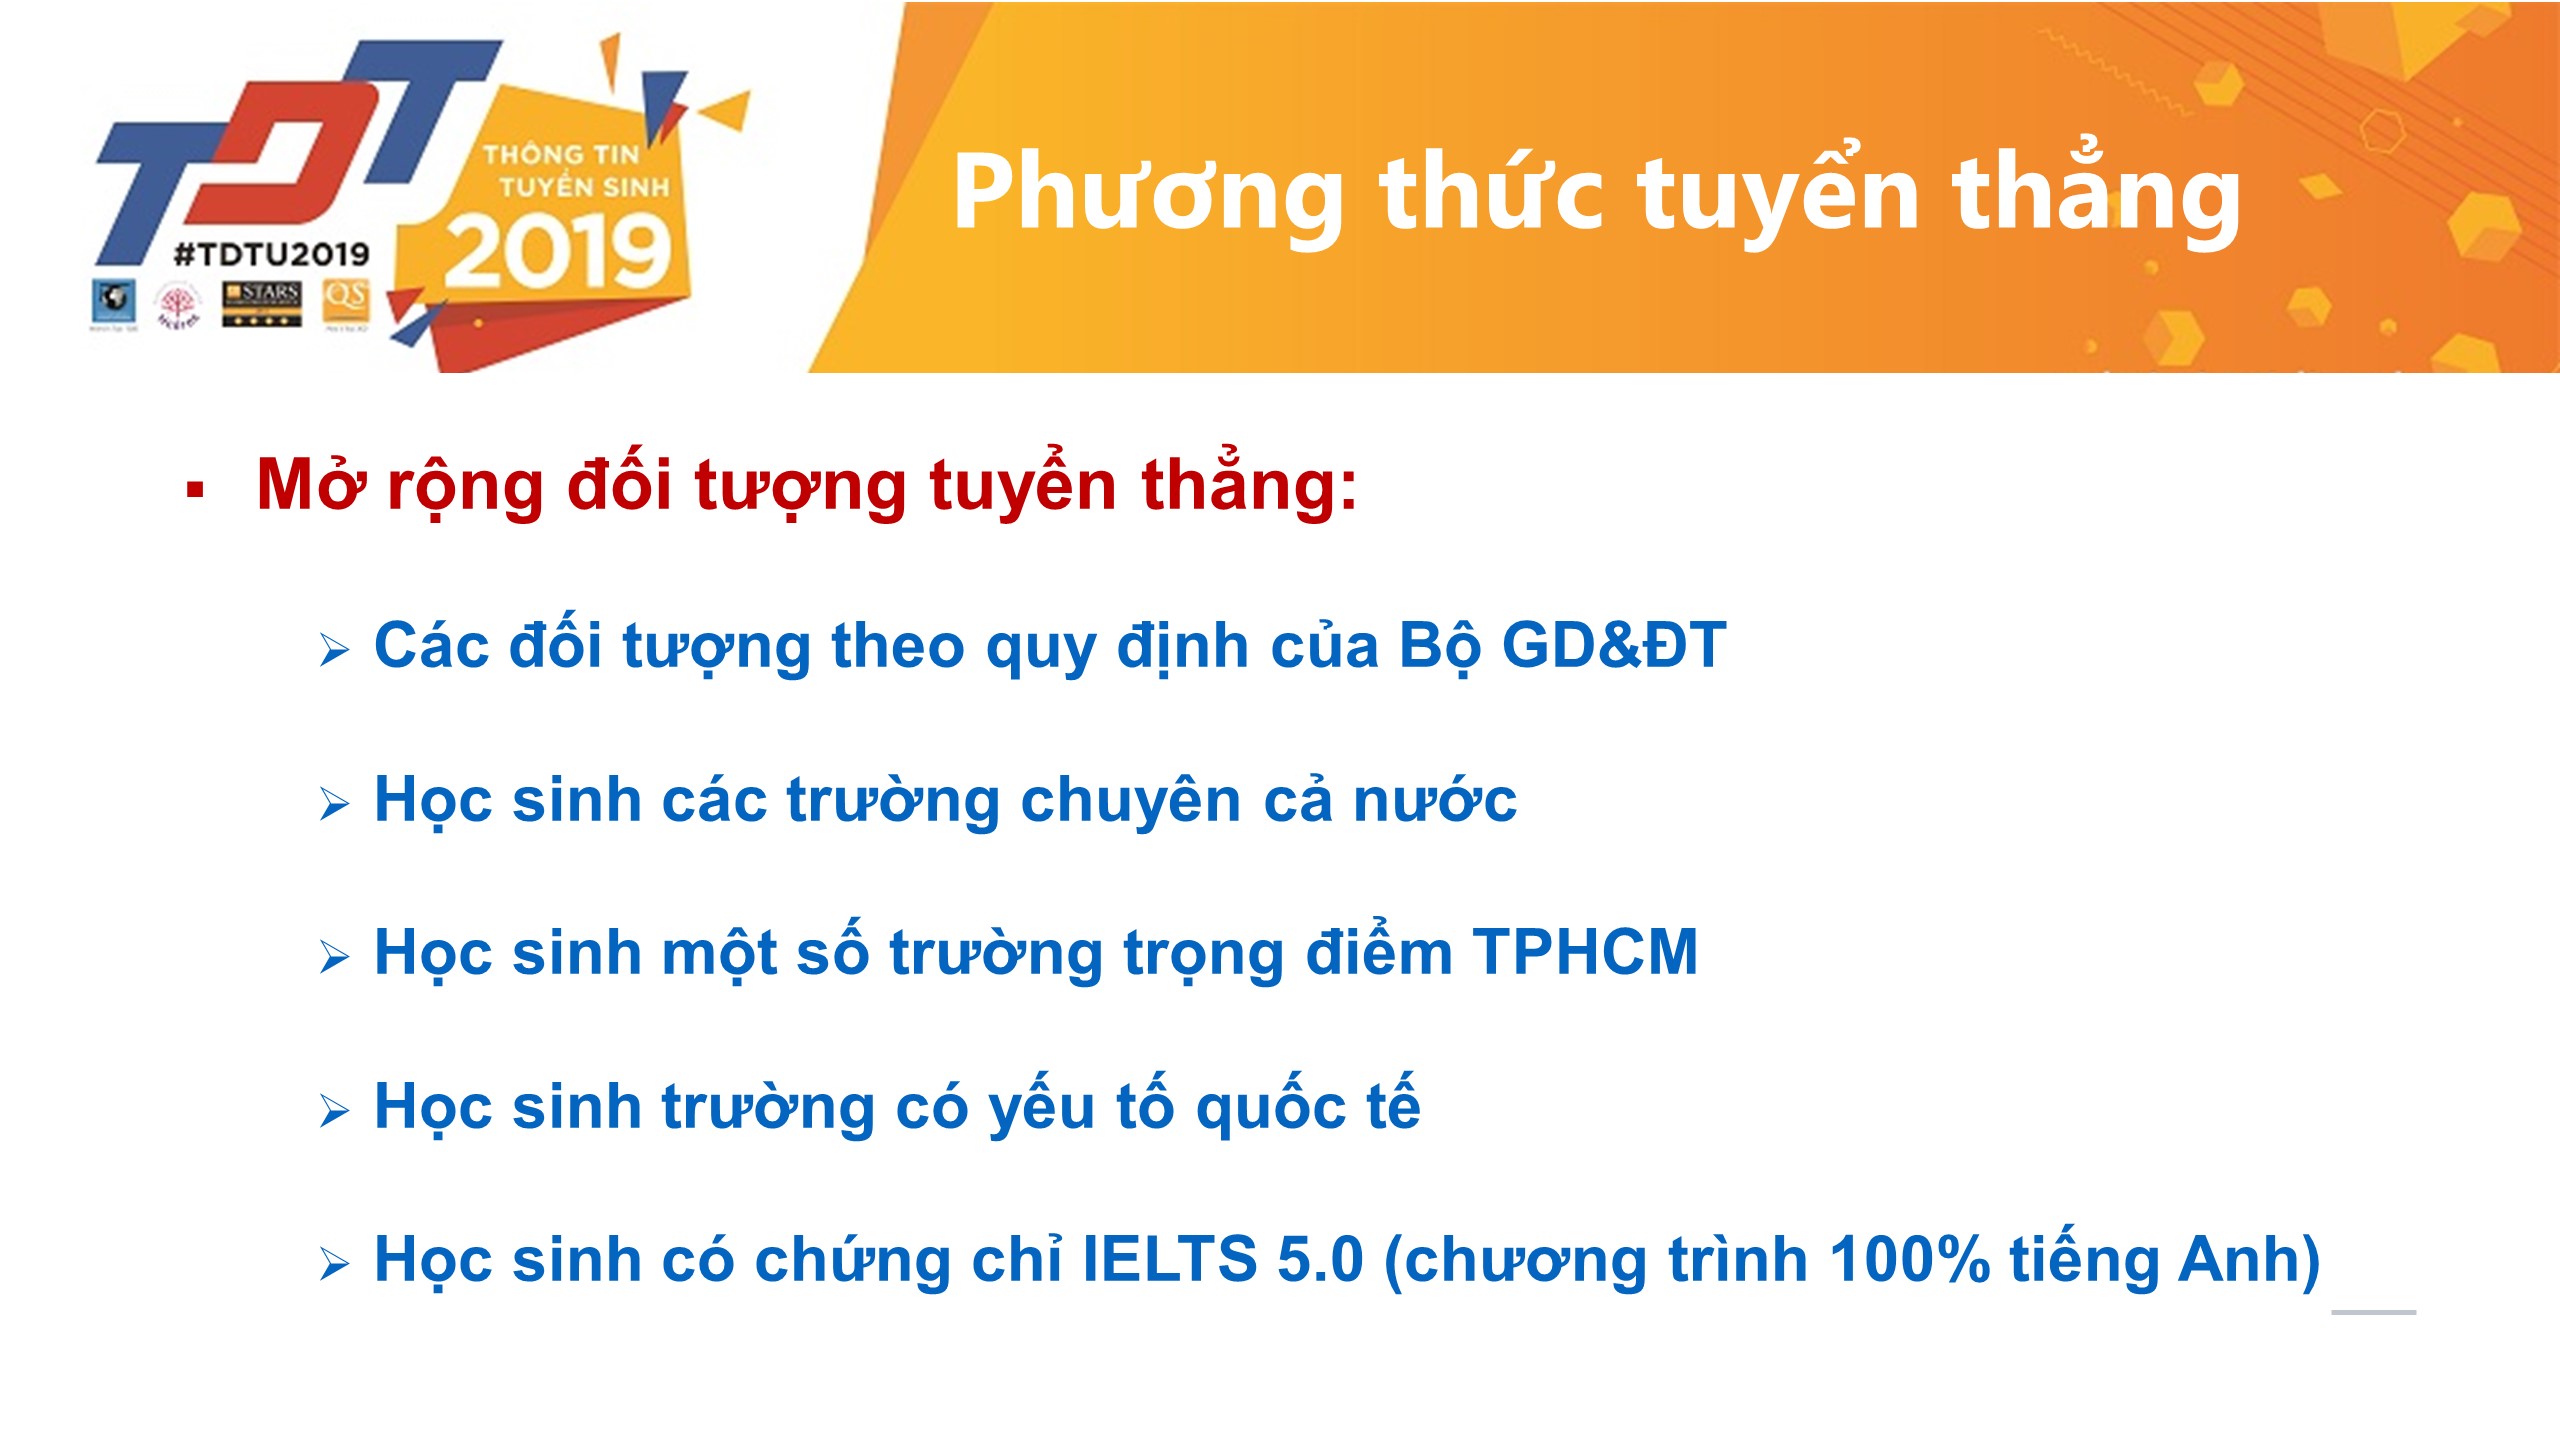 TDT
THÔNG TIN
TUYỂN SINH
2019
#TDTU2019
STARS
QS
Phương thức tuyển thẳng
▪ Mở rộng đối tượng tuyển thẳng:
➢ Các đối tượng theo quy định của Bộ GD&ĐT
➢ Học sinh các trường chuyên cả nước
➢ Học sinh một số trường trọng điểm TPHCM
➢ Học sinh trường có yếu tố quốc tế
➢ Học sinh có chứng chỉ IELTS 5.0 (chương trình 100% tiếng Anh)